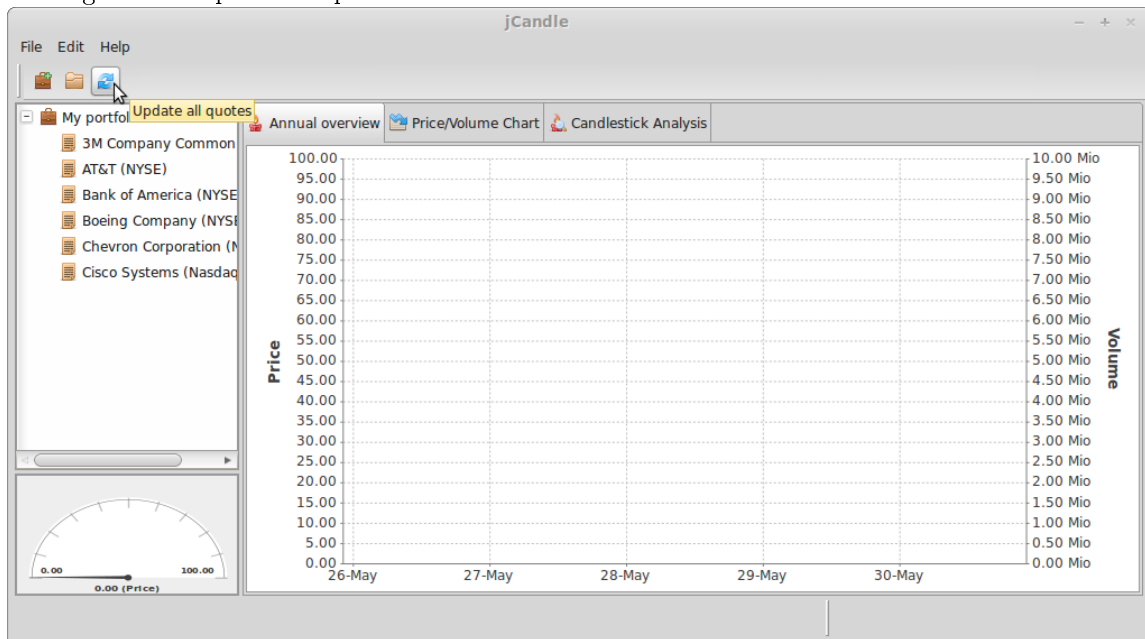 jCandle
File Edit Help
Update all quotes
My portfo
3M Company Common
AT&T (NYSE)
Bank of America (NYSE
Boeing Company (NYSE
Chevron Corporation (N
Cisco Systems (Nasdaq
Annual overview Price/Volume Chart Candlestick Analysis
100.00 10.00 Mio
95.00 9.50 Mio
90.00 9.00 Mio
85.00 8.50 Mio
80.00 8.00 Mio
75.00 7.50 Mio
70.00 7.00 Mio
65.00 6.50 Mio
60.00 6.00 Mio
55.00 5.50 Mio
50.00 5.00 Mio
45.00 4.50 Mio
40.00 4.00 Mio
35.00 3.50 Mio
30.00 3.00 Mio
25.00 2.50 Mio
20.00 2.00 Mio
15.00 1.50 Mio
10.00 1.00 Mio
5.00 0.50 Mio
0.00 0.00 Mio
Price
Volume
26-May 27-May 28-May 29-May 30-May
0.00 100.00
0.00 (Price)